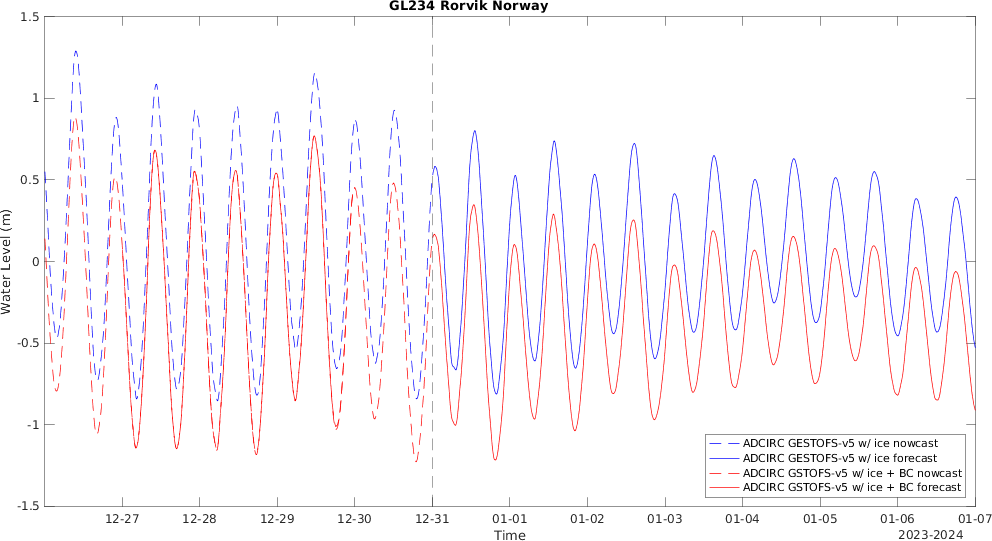 GL234 Rorvik Norway
1.5
1
0.5
0
-0.5
-1
-1.5
Water Level (m)
ADCIRC GESTOFS-v5 w/ ice nowcast
ADCIRC GESTOFS-v5 w/ ice forecast
ADCIRC GSTOFS-v5 w/ ice + BC nowcast
ADCIRC GSTOFS-v5 w/ ice + BC forecast
12-27 12-28 12-29 12-30 12-31 01-01 01-02 01-03 01-04 01-05 01-06 01-07
Time
2023-2024